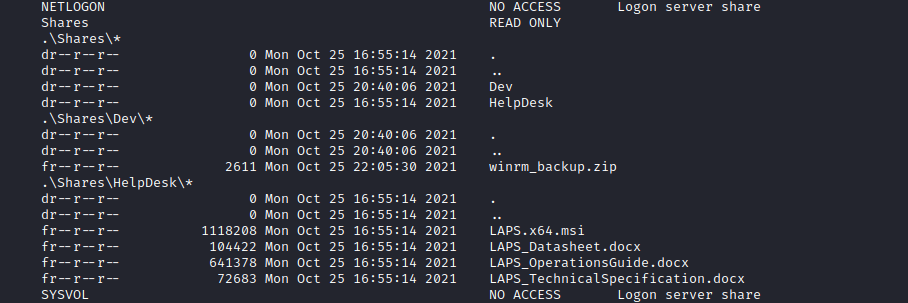 NETLOGON NO ACCESS Logon server share
Shares READ ONLY
.\Shares\*
dr--r--r-- 0 Mon Oct 25 16:55:14 2021 .
dr--r--r-- 0 Mon Oct 25 16:55:14 2021 ..
dr--r--r-- 0 Mon Oct 25 20:40:06 2021 Dev
dr--r--r-- 0 Mon Oct 25 16:55:14 2021 HelpDesk
.\Shares\Dev\*
dr--r--r-- 0 Mon Oct 25 20:40:06 2021 .
dr--r--r-- 0 Mon Oct 25 20:40:06 2021 ..
fr--r--r-- 2611 Mon Oct 25 22:05:30 2021 winrm_backup.zip
.\Shares\HelpDesk\*
dr--r--r-- 0 Mon Oct 25 16:55:14 2021 .
dr--r--r-- 0 Mon Oct 25 16:55:14 2021 ..
fr--r--r-- 1118208 Mon Oct 25 16:55:14 2021 LAPS.x64.msi
fr--r--r-- 104422 Mon Oct 25 16:55:14 2021 LAPS_Datasheet.docx
fr--r--r-- 641378 Mon Oct 25 16:55:14 2021 LAPS_OperationsGuide.docx
fr--r--r-- 72683 Mon Oct 25 16:55:14 2021 LAPS_TechnicalSpecification.docx
SYSVOL NO ACCESS Logon server share